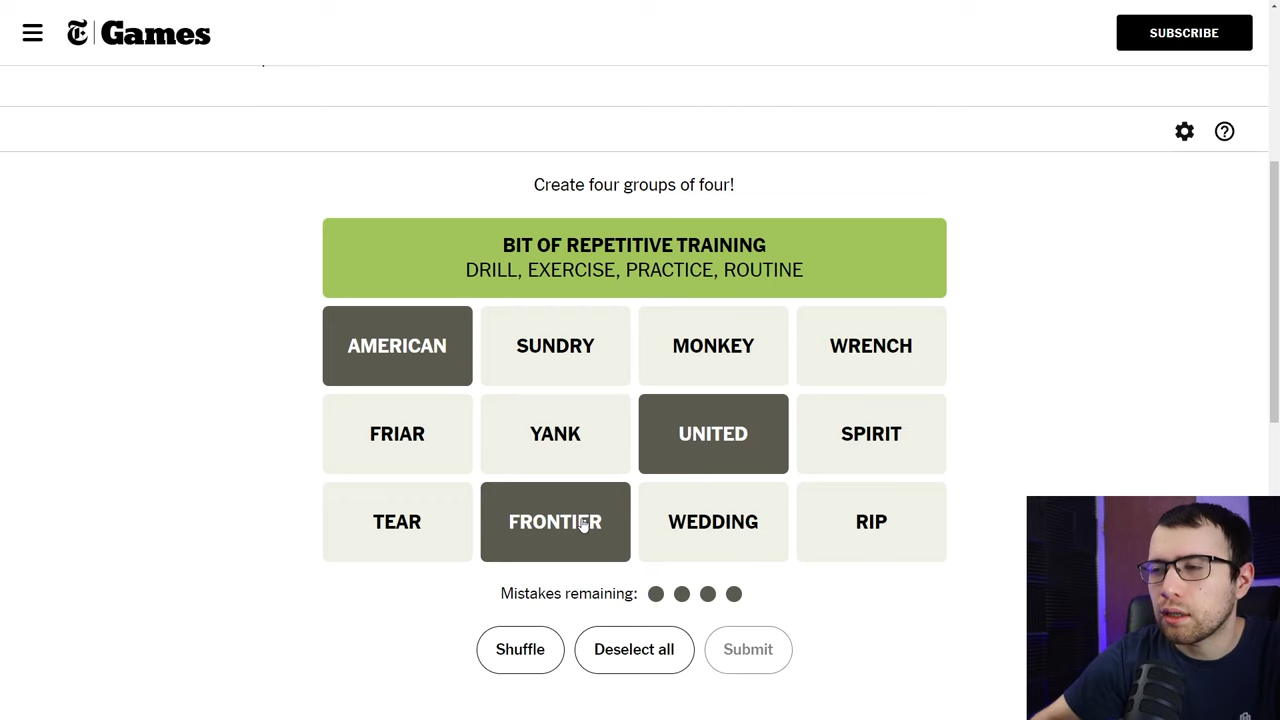 Games
SUBSCRIBE
Create four groups of four!
BIT OF REPETITIVE TRAINING
DRILL, EXERCISE, PRACTICE, ROUTINE
AMERICAN SUNDRY MONKEY WRENCH
FRIAR YANK UNITED SPIRIT
TEAR FRONTIER WEDDING RIP
Mistakes remaining:
Shuffle Deselect all Submit